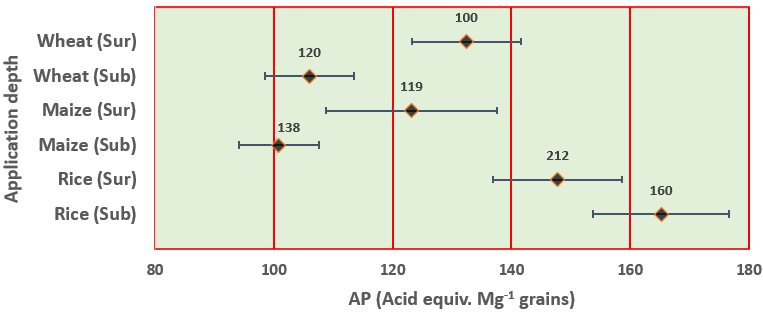 100
Wheat (Sur)
120
Wheat (Sub)
119
Maize (Sur)
138
Maize (Sub)
212
Rice (Sur)
160
Rice (Sub)
Application depth
80 100 120 140 160 180
AP (Acid equiv. Mg⁻¹ grains)